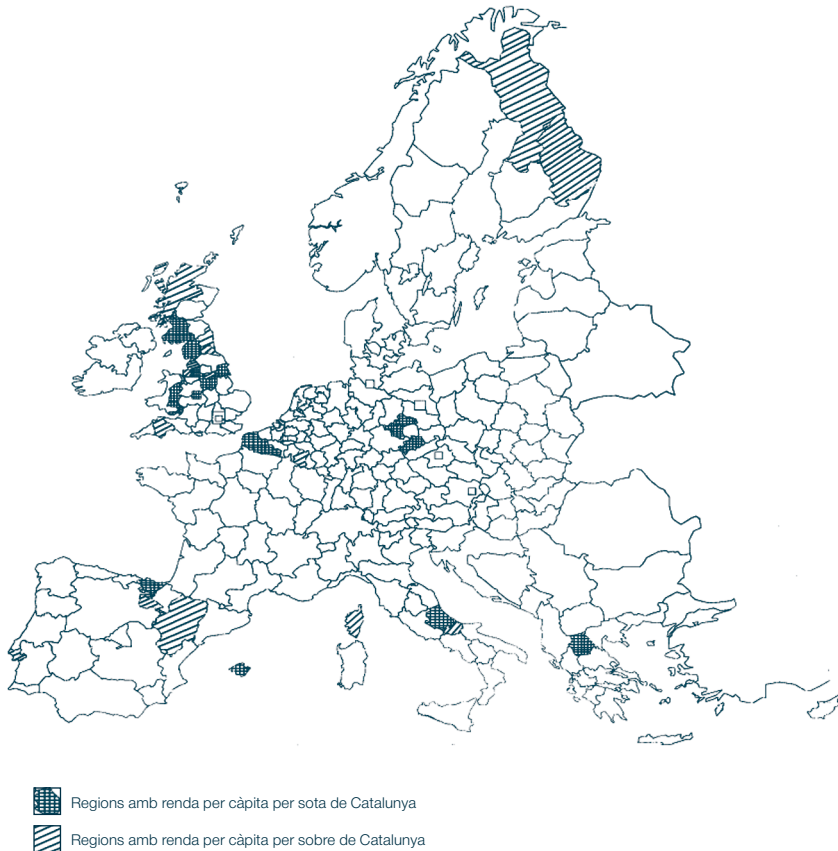 Regions amb renda per càpita per sota de Catalunya
Regions amb renda per càpita per sobre de Catalunya